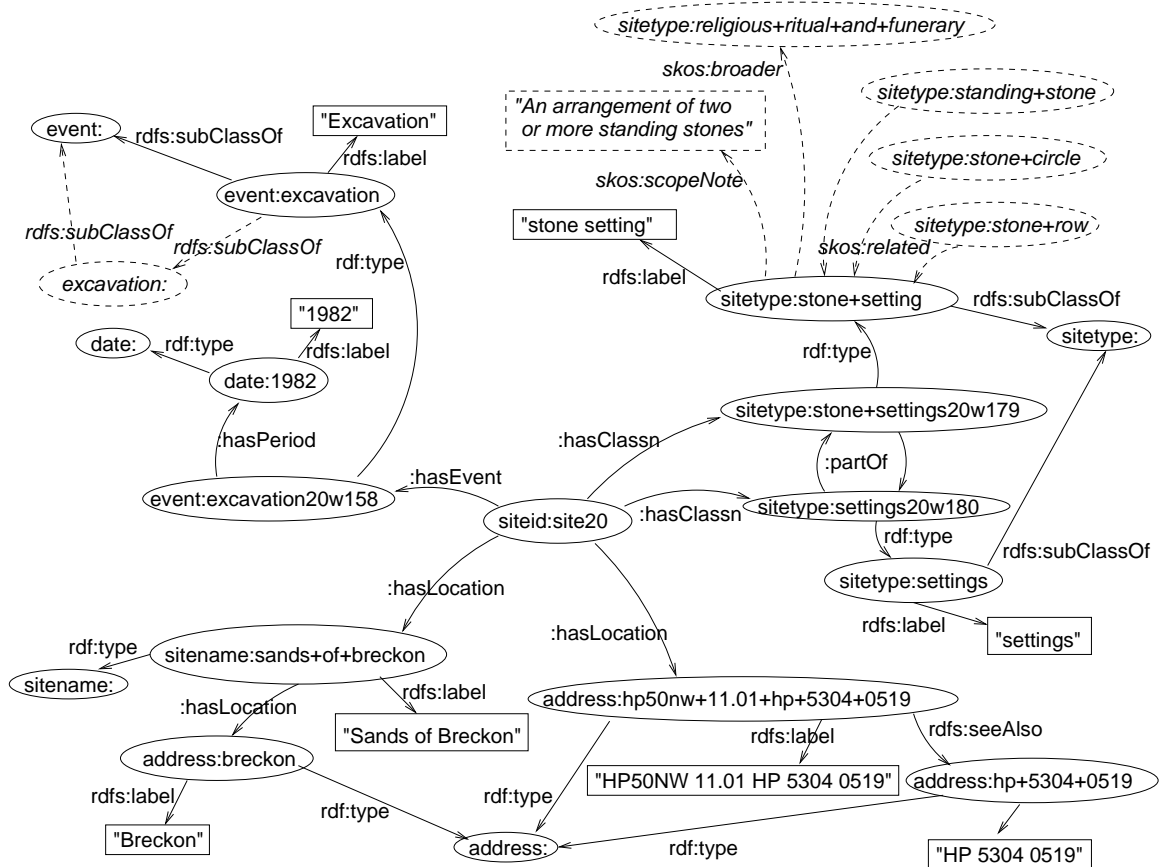 sitetype:religious+ritual+and+funerary
skos:broader
"An arrangement of two
or more standing stones"
sitetype:standing+stone
event:
rdfs:subClassOf
"Excavation"
rdfs:label
sitetype:stone+circle
skos:scopeNote
event:excavation
"stone setting"
sitetype:stone+row
rdfs:subClassOf
rdfs:subClassOf
skos:related
rdf:type
rdfs:label
excavation:
sitetype:stone+setting
rdfs:subClassOf
"1982"
date:
rdf:type
rdfs:label
rdf:type
sitetype:
date:1982
sitetype:stone+settings20w179
:hasPeriod
:hasClassn
:partOf
:hasEvent
event:excavation20w158
siteid:site20
:hasClassn
sitetype:settings20w180
rdf:type
rdfs:subClassOf
:hasLocation
sitetype:settings
rdfs:label
"settings"
:hasLocation
rdf:type
sitename:sands+of+breckon
sitename:
rdfs:label
:hasLocation
address:hp50nw+11.01+hp+5304+0519
"Sands of Breckon"
rdfs:label
rdfs:seeAlso
address:breckon
"HP50NW 11.01 HP 5304 0519"
address:hp+5304+0519
rdfs:label
rdf:type
rdf:type
"Breckon"
address:
rdf:type
"HP 5304 0519"